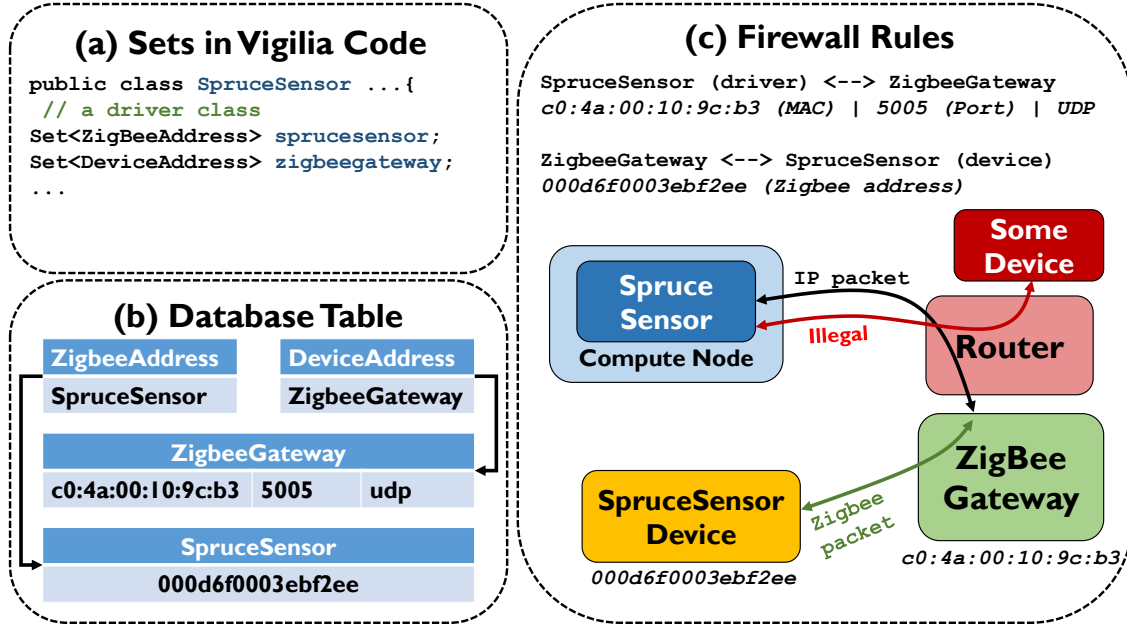 (a) Sets in Vigilia Code
public class SpruceSensor ...{
// a driver class
Set<ZigBeeAddress> sprucesensor;
Set<DeviceAddress> zigbeegateway;
...
(b) Database Table
ZigbeeAddress
DeviceAddress
SpruceSensor
ZigbeeGateway
ZigbeeGateway
c0:4a:00:10:9c:b3 5005 udp
SpruceSensor
000d6f0003ebf2ee
(c) Firewall Rules
SpruceSensor (driver) <--> ZigbeeGateway
c0:4a:00:10:9c:b3 (MAC) | 5005 (Port) | UDP
ZigbeeGateway <--> SpruceSensor (device)
000d6f0003ebf2ee (Zigbee address)
Some
Device
Spruce
Sensor
Compute Node
IP packet
Illegal
Router
ZigBee
Gateway
c0:4a:00:10:9c:b3
SpruceSensor
Device
000d6f0003ebf2ee
Zigbee
packet